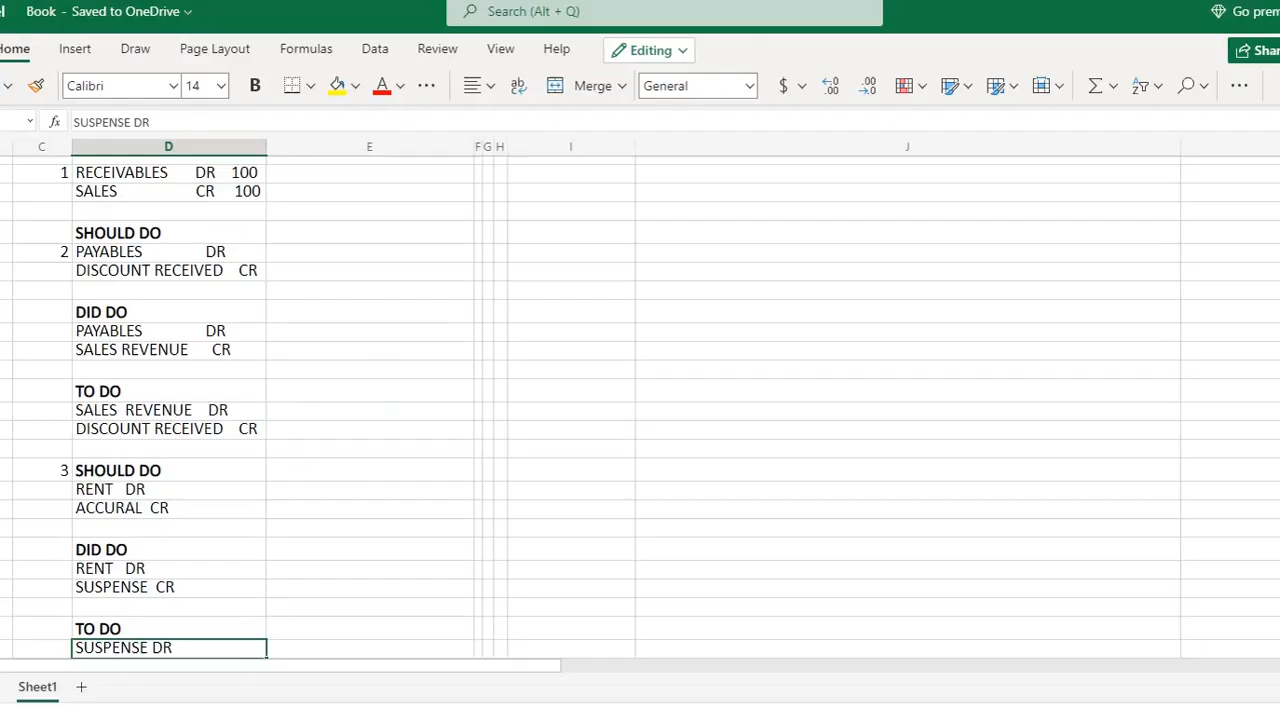 el Book - Saved to OneDrive Search (Alt + Q) Go prem
Home Insert Draw Page Layout Formulas Data Review View Help Editing Shar
Calibri 14 B A ... Merge General $ .00 .00 Σ ...
fx SUSPENSE DR
C D E F G H I J
1 RECEIVABLES DR 100
SALES CR 100
SHOULD DO
2 PAYABLES DR
DISCOUNT RECEIVED CR
DID DO
PAYABLES DR
SALES REVENUE CR
TO DO
SALES REVENUE DR
DISCOUNT RECEIVED CR
3 SHOULD DO
RENT DR
ACCURAL CR
DID DO
RENT DR
SUSPENSE CR
TO DO
SUSPENSE DR
Sheet1 +